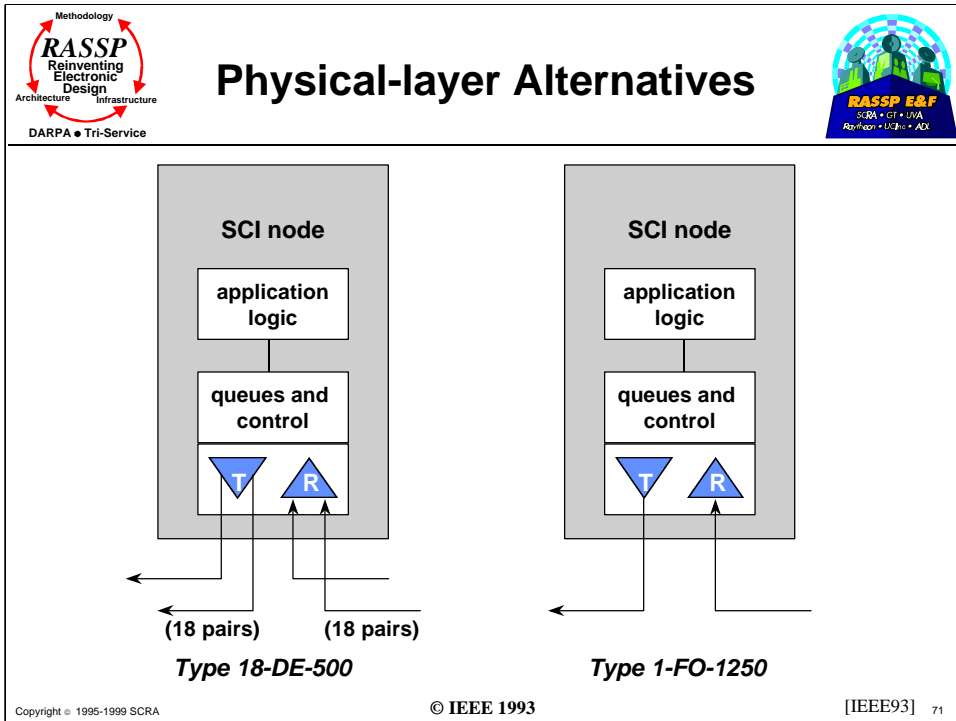 Methodology
RASSP
Reinventing
Electronic
Design
Architecture Infrastructure
DARPA ● Tri-Service
Physical-layer Alternatives
RASSP E&F
SCRA • GT • UVA
Raytheon • UCinc • ADL
SCI node
application
logic
queues and
control
T R
(18 pairs) (18 pairs)
Type 18-DE-500
SCI node
application
logic
queues and
control
T R
Type 1-FO-1250
Copyright © 1995-1999 SCRA
© IEEE 1993
[IEEE93] 71